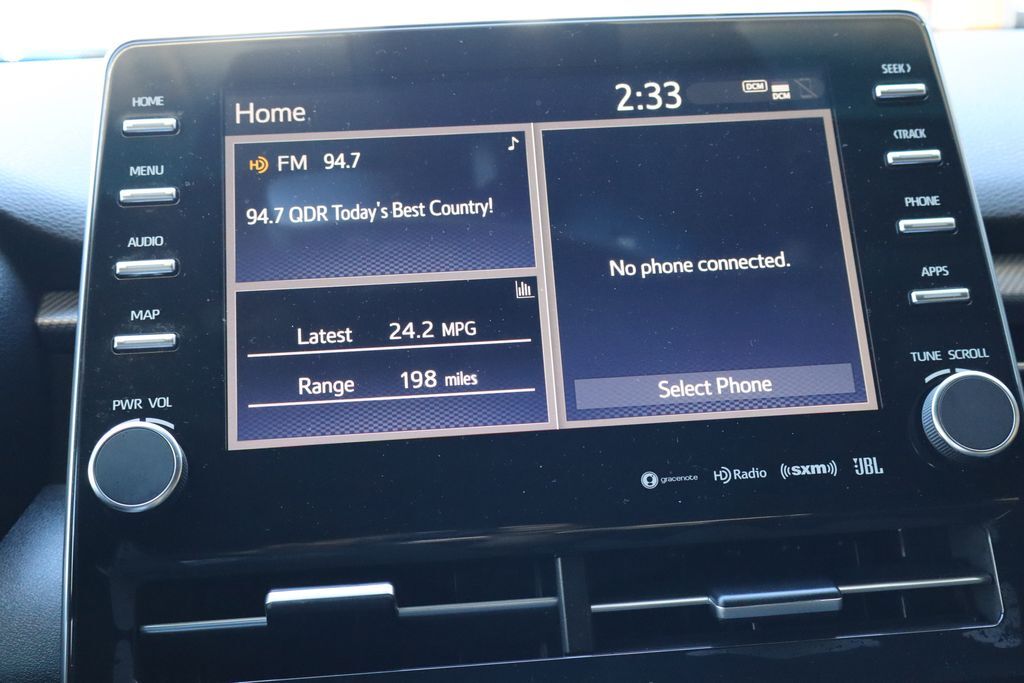 HOME
MENU
AUDIO
MAP
PWR VOL
Home
2:33
DCM
DCM
HD FM 94.7
94.7 QDR Today's Best Country!
Latest 24.2 MPG
Range 198 miles
No phone connected.
Select Phone
SEEK>
<TRACK
PHONE
APPS
TUNE SCROLL
gracenote
HD Radio
((sxm))
JBL